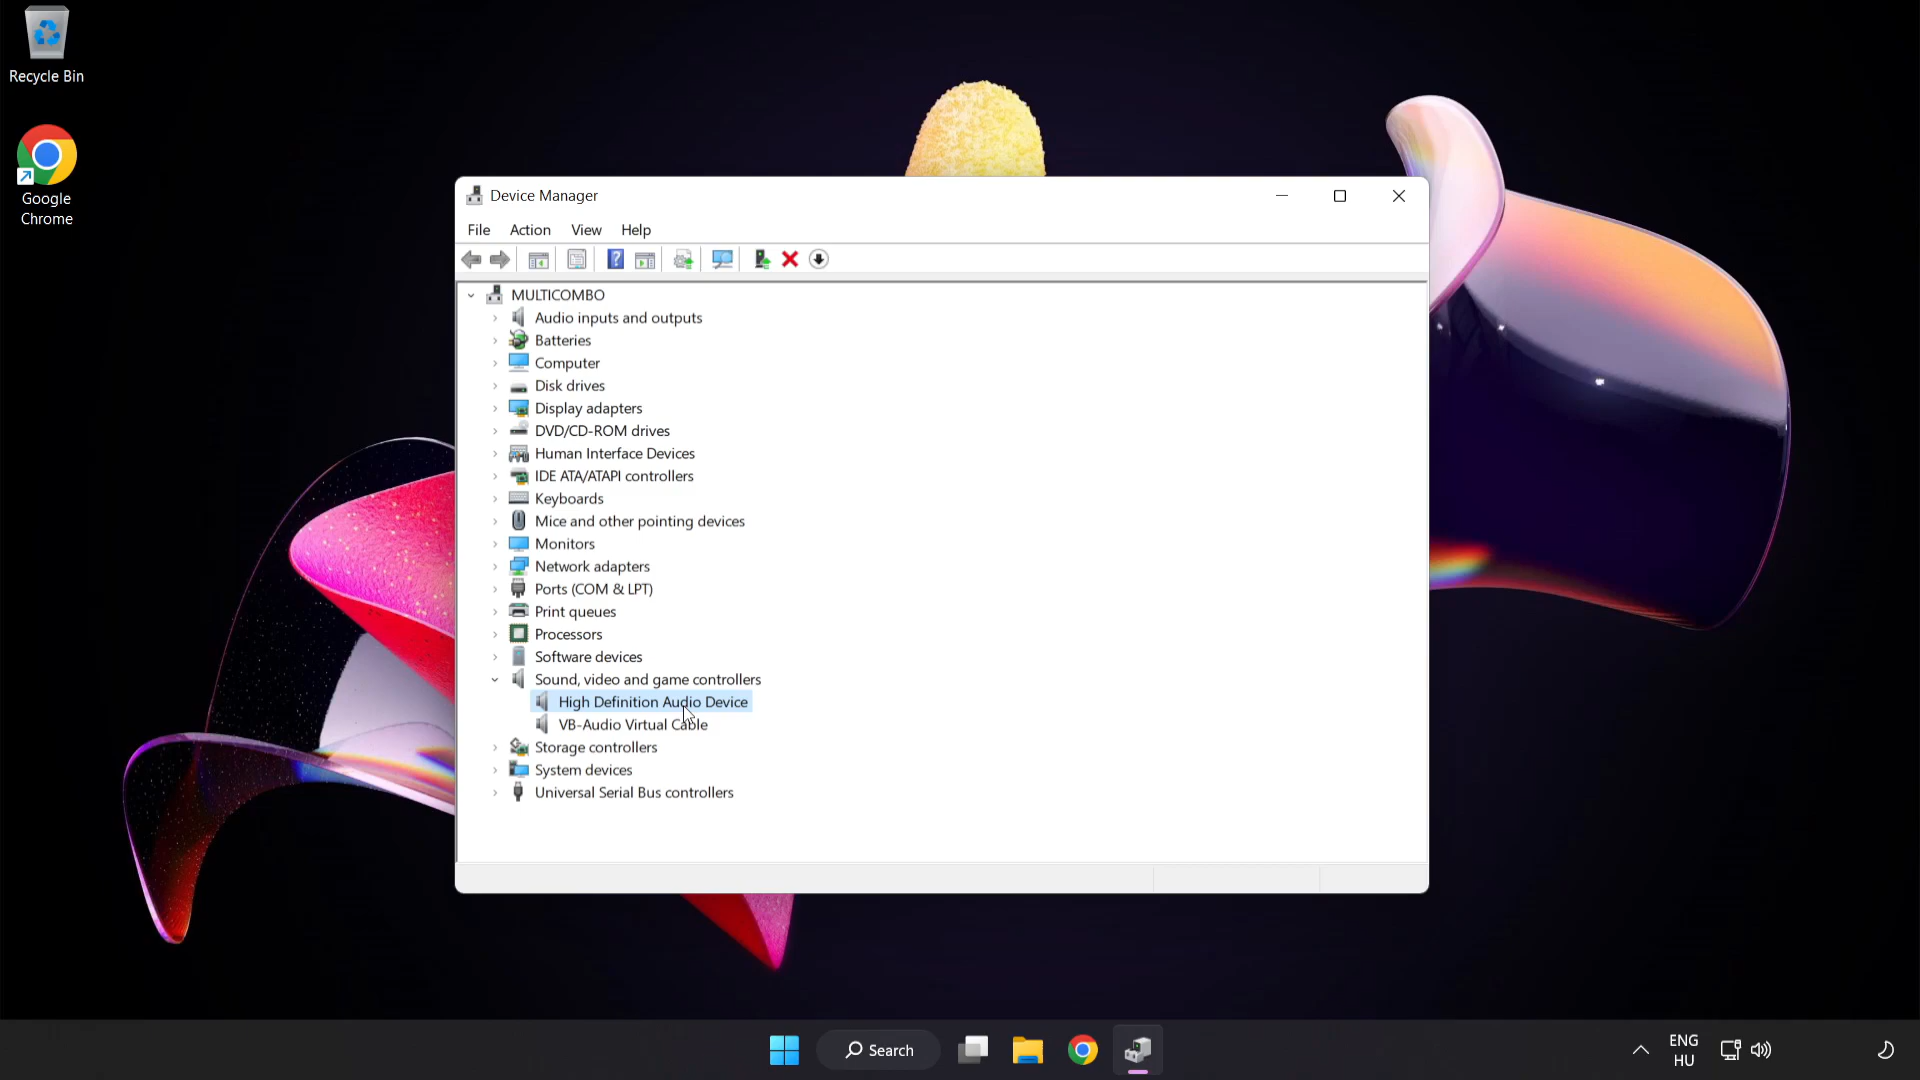 Recycle Bin
Google
Chrome
Device Manager
File Action View Help
MULTICOMBO
Audio inputs and outputs
Batteries
Computer
Disk drives
Display adapters
DVD/CD-ROM drives
Human Interface Devices
IDE ATA/ATAPI controllers
Keyboards
Mice and other pointing devices
Monitors
Network adapters
Ports (COM & LPT)
Print queues
Processors
Software devices
Sound, video and game controllers
High Definition Audio Device
VB-Audio Virtual Cable
Storage controllers
System devices
Universal Serial Bus controllers
Search
ENG
HU